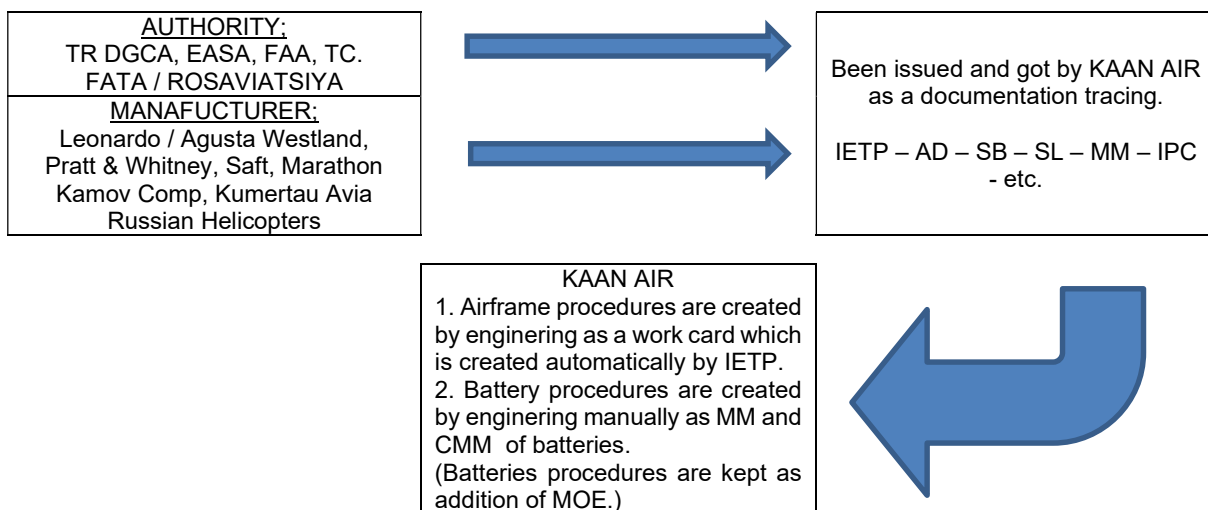 AUTHORITY;
TR DGCA, EASA, FAA, TC.
FATA / ROSAVIATSIYA
MANAFUCTURER;
Leonardo / Agusta Westland,
Pratt & Whitney, Saft, Marathon
Kamov Comp, Kumertau Avia
Russian Helicopters
Been issued and got by KAAN AIR
as a documentation tracing.
IETP – AD – SB – SL – MM – IPC
- etc.
KAAN AIR
1. Airframe procedures are created
by enginering as a work card which
is created automatically by IETP.
2. Battery procedures are created
by enginering manually as MM and
CMM of batteries.
(Batteries procedures are kept as
addition of MOE.)